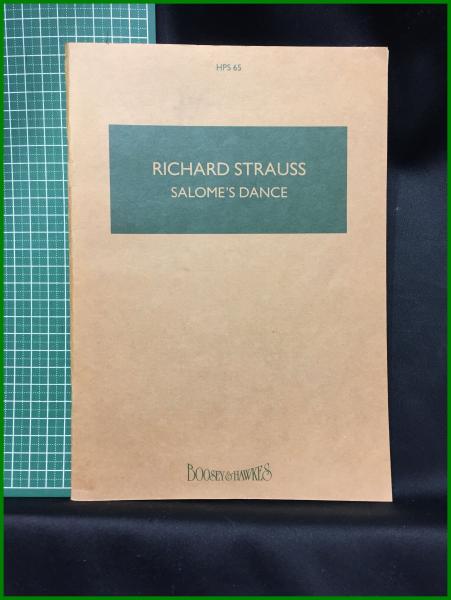 HPS 65
RICHARD STRAUSS
SALOME'S DANCE
BOOSEY & HAWKES